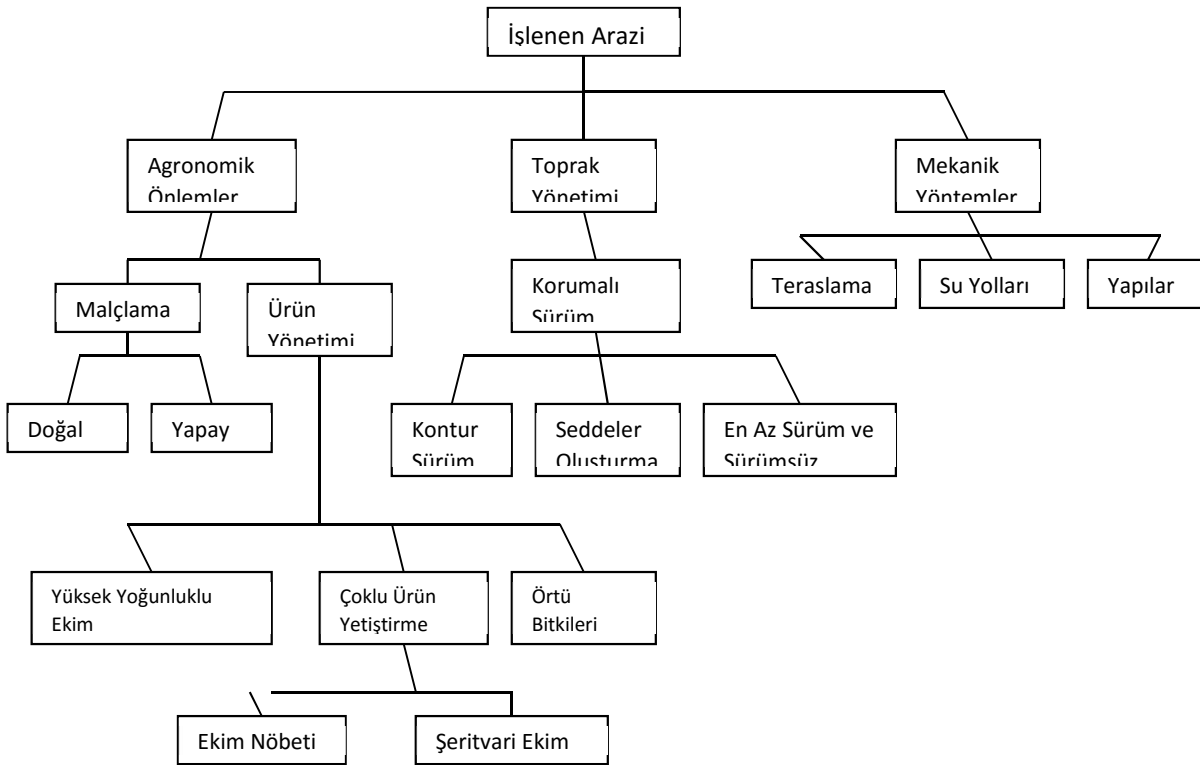 İşlenen Arazi
Agronomik
Önlemler
Toprak
Yönetimi
Mekanik
Yöntemler
Malçlama
Ürün
Yönetimi
Korumalı
Sürüm
Teraslama
Su Yolları
Yapılar
Doğal
Yapay
Kontur
Sürüm
Seddeler
Oluşturma
En Az Sürüm ve
Sürümsüz
Yüksek Yoğunluklu
Ekim
Çoklu Ürün
Yetiştirme
Örtü
Bitkileri
Ekim Nöbeti
Şeritvari Ekim